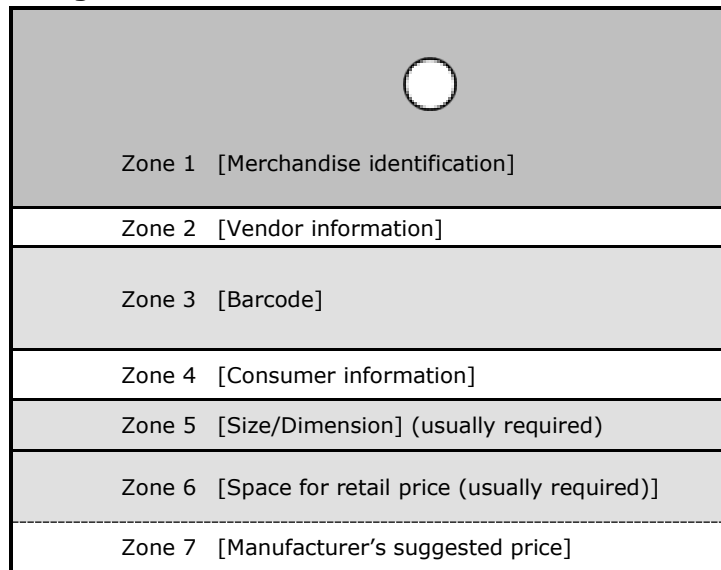 Zone 1 [Merchandise identification]
Zone 2 [Vendor information]
Zone 3 [Barcode]
Zone 4 [Consumer information]
Zone 5 [Size/Dimension] (usually required)
Zone 6 [Space for retail price (usually required)]
Zone 7 [Manufacturer’s suggested price]